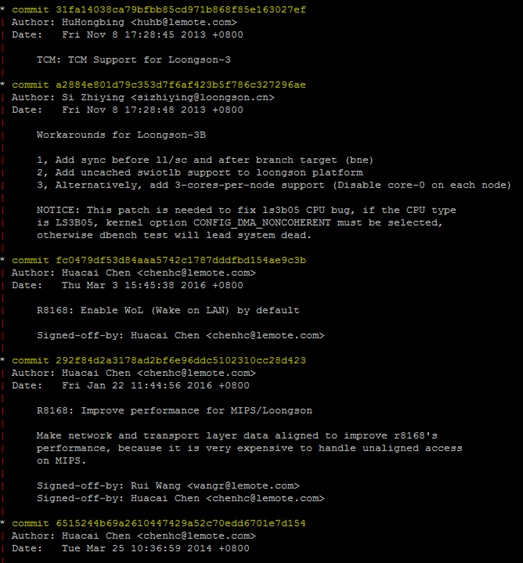 * commit 31fa14038ca79bfbb85cd971b868f85e163027ef
| Author: HuHongbing <huhb@lemote.com>
| Date:   Fri Nov 8 17:28:45 2013 +0800
|
|     TCM: TCM Support for Loongson-3
|
* commit a2884e801d79c353d7f6af423b5f786c327296ae
| Author: Si Zhiying <sizhiying@loongson.cn>
| Date:   Fri Nov 8 17:28:48 2013 +0800
|
|     Workarounds for Loongson-3B
|
|     1, Add sync before ll/sc and after branch target (bne)
|     2, Add uncached swiotlb support to loongson platform
|     3, Alternatively, add 3-cores-per-node support (Disable core-0 on each node)
|
|     NOTICE: This patch is needed to fix ls3b05 CPU bug, if the CPU type
|     is LS3B05, kernel option CONFIG_DMA_NONCOHERENT must be selected,
|     otherwise dbench test will lead system dead.
|
* commit fc0479df53d84aaa5742c1787dddfbd154ae9c3b
| Author: Huacai Chen <chenhc@lemote.com>
| Date:   Thu Mar 3 15:45:38 2016 +0800
|
|     R8168: Enable WoL (Wake on LAN) by default
|
|     Signed-off-by: Huacai Chen <chenhc@lemote.com>
|
* commit 292f84d2a3178ad2bf6e96ddc5102310cc28d423
| Author: Huacai Chen <chenhc@lemote.com>
| Date:   Fri Jan 22 11:44:56 2016 +0800
|
|     R8168: Improve performance for MIPS/Loongson
|
|     Make network and transport layer data aligned to improve r8168's
|     performance, because it is very expensive to handle unaligned access
|     on MIPS.
|
|     Signed-off-by: Rui Wang <wangr@lemote.com>
|     Signed-off-by: Huacai Chen <chenhc@lemote.com>
|
* commit 6515244b69a2610447429a52c70edd6701e7d154
| Author: Huacai Chen <chenhc@lemote.com>
| Date:   Tue Mar 25 10:36:59 2014 +0800